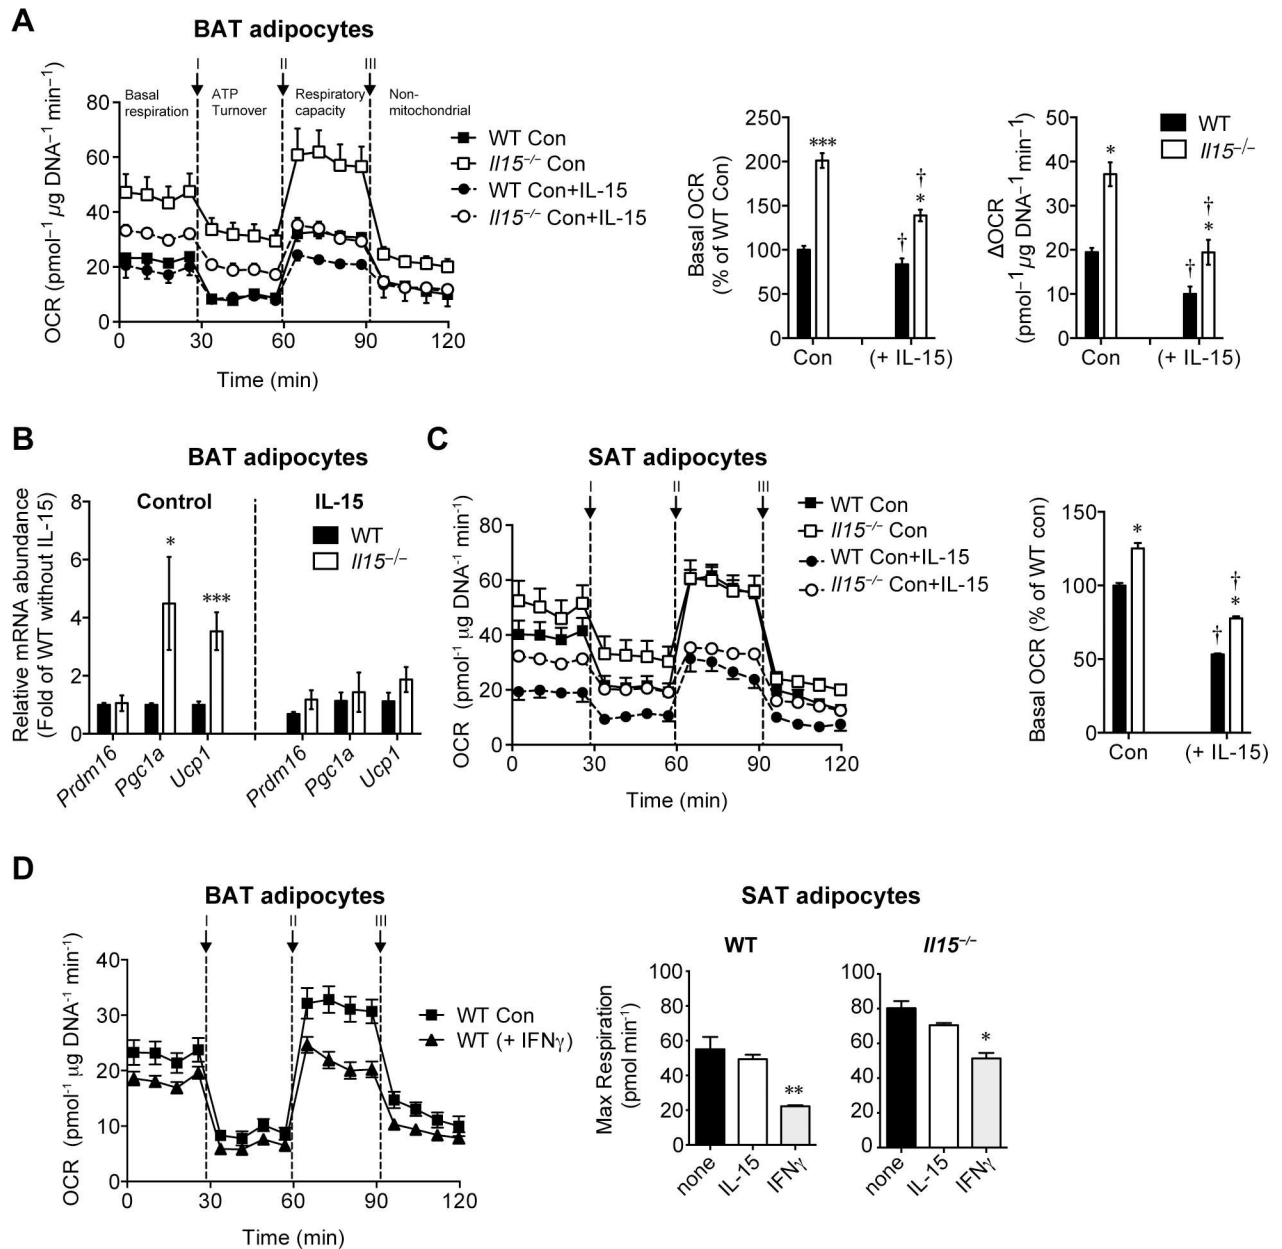 A
BAT adipocytes
I
II
III
Basal
respiration
ATP
Turnover
Respiratory
capacity
Non-
mitochondrial
OCR (pmol⁻¹ µg DNA⁻¹ min⁻¹)
80
60
40
20
0
0
30
60
90
120
Time (min)
WT Con
Il15⁻/⁻ Con
WT Con+IL-15
Il15⁻/⁻ Con+IL-15
Basal OCR
(% of WT Con)
250
200
150
100
50
0
***
†
†
*
Con
(+ IL-15)
ΔOCR
(pmol⁻¹ µg DNA⁻¹ min⁻¹)
50
40
30
20
10
0
*
†
†
*
Con
(+ IL-15)
WT
Il15⁻/⁻
B
BAT adipocytes
Relative mRNA abundance
(Fold of WT without IL-15)
8
6
4
2
0
Control
IL-15
WT
Il15⁻/⁻
*
***
Prdm16
Pgc1a
Ucp1
Prdm16
Pgc1a
Ucp1
C
SAT adipocytes
I
II
III
OCR (pmol⁻¹ µg DNA⁻¹ min⁻¹)
80
60
40
20
0
0
30
60
90
120
Time (min)
WT Con
Il15⁻/⁻ Con
WT Con+IL-15
Il15⁻/⁻ Con+IL-15
Basal OCR (% of WT con)
150
100
50
0
*
†
†
*
Con
(+ IL-15)
D
BAT adipocytes
I
II
III
OCR (pmol⁻¹ µg DNA⁻¹ min⁻¹)
40
30
20
10
0
0
30
60
90
120
Time (min)
WT Con
WT (+ IFNγ)
SAT adipocytes
WT
Max Respiration
(pmol min⁻¹)
100
80
60
40
20
0
**
none
IL-15
IFNγ
Il15⁻/⁻
100
80
60
40
20
0
*
none
IL-15
IFNγ